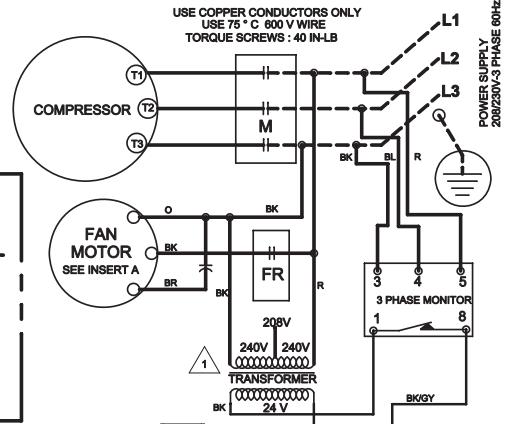 USE COPPER CONDUCTORS ONLY
USE 75 ° C 600 V WIRE
TORQUE SCREWS : 40 IN-LB
L1
L2
L3
POWER SUPPLY
208/230V-3 PHASE 60Hz
COMPRESSOR
T1
T2
T3
M
BK
BL
R
FAN
MOTOR
SEE INSERT A
O
BK
BK
BR
BK
FR
R
3
4
5
3 PHASE MONITOR
1
8
208V
240V
240V
1
TRANSFORMER
BK
24 V
BK/GY